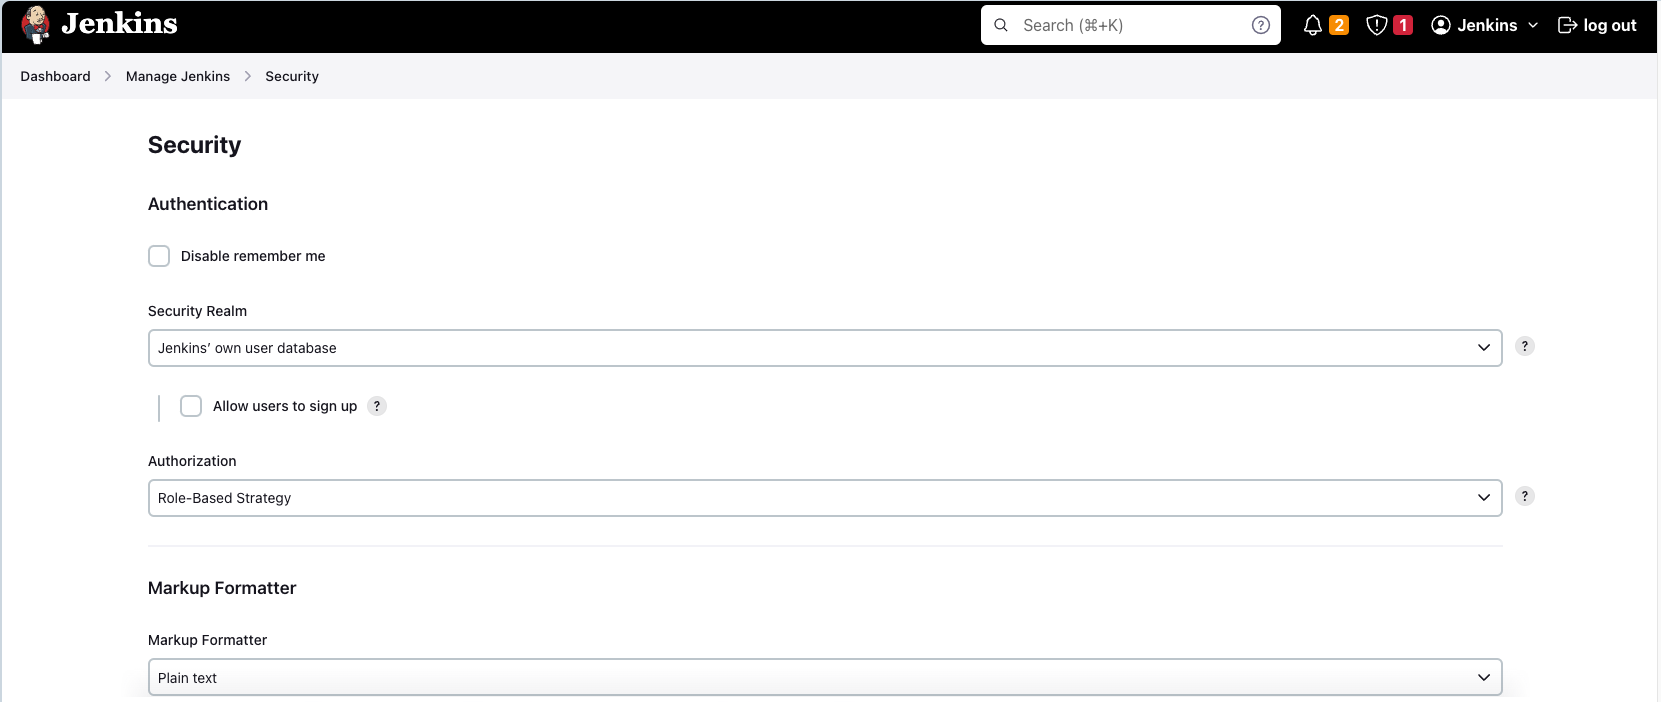 Jenkins
Search (⌘+K)
?
2
1
Jenkins
log out
Dashboard > Manage Jenkins > Security
Security
Authentication
Disable remember me
Security Realm
Jenkins’ own user database
?
Allow users to sign up ?
Authorization
Role-Based Strategy
?
Markup Formatter
Markup Formatter
Plain text